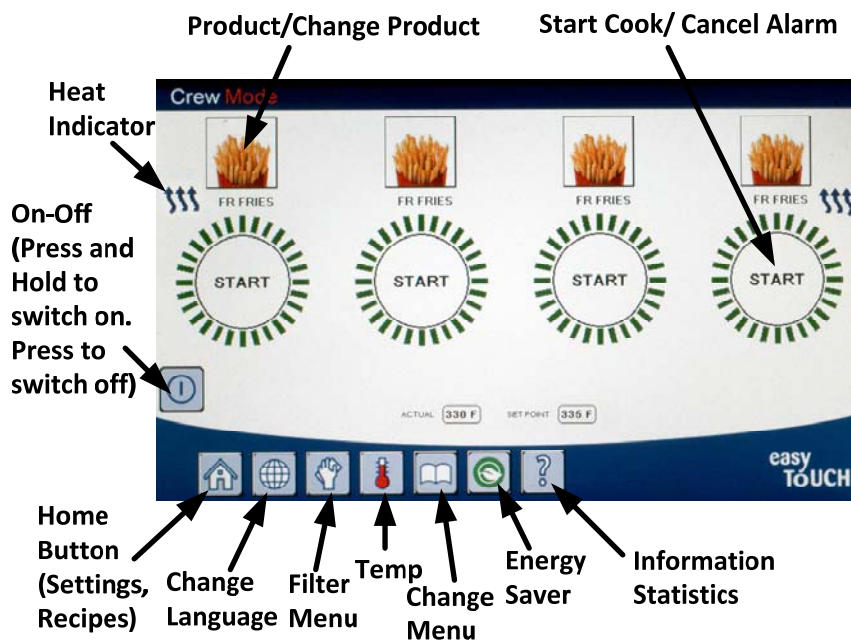 Product/Change Product
Start Cook/ Cancel Alarm
Heat
Indicator
Crew Mode
FR FRIES
FR FRIES
FR FRIES
FR FRIES
On-Off
(Press and
Hold to
switch on.
Press to
switch off)
START
START
START
START
ACTUAL 330 F SET POINT 335 F
easy
TOUCH
?
Home
Button
(Settings,
Recipes)
Change
Language
Filter
Menu
Temp
Change
Menu
Energy
Saver
Information
Statistics